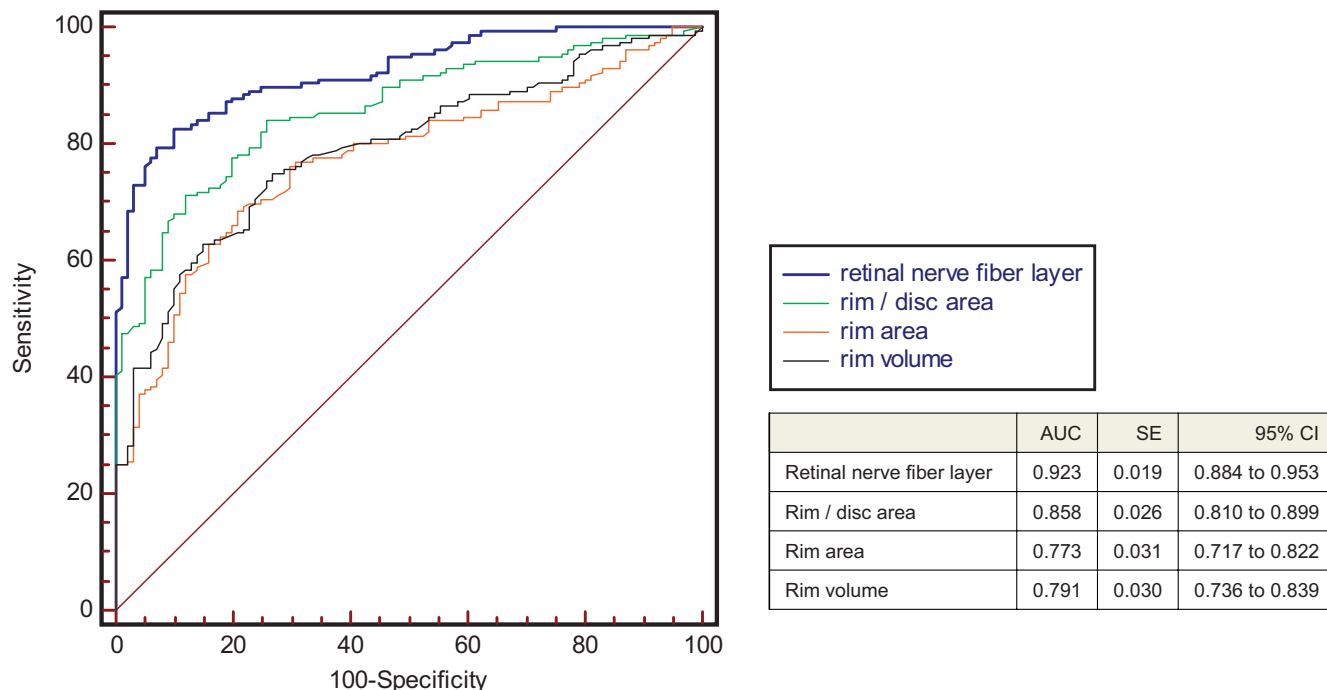 100
80
60
40
20
0
Sensitivity
0 20 40 60 80 100
100-Specificity
retinal nerve fiber layer
rim / disc area
rim area
rim volume
AUC SE 95% CI
Retinal nerve fiber layer 0.923 0.019 0.884 to 0.953
Rim / disc area 0.858 0.026 0.810 to 0.899
Rim area 0.773 0.031 0.717 to 0.822
Rim volume 0.791 0.030 0.736 to 0.839